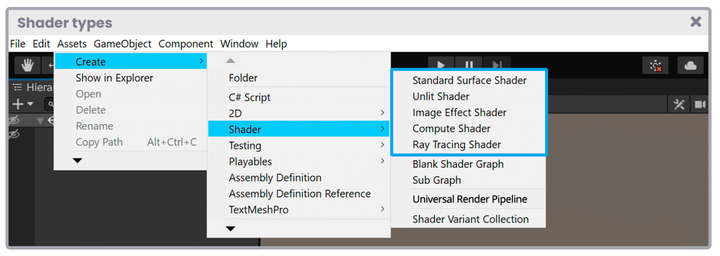 Shader types
File Edit Assets GameObject Component Window Help
Create
Show in Explorer
Open
Delete
Rename
Copy Path Alt+Ctrl+C
Folder
C# Script
2D
Shader
Testing
Playables
Assembly Definition
Assembly Definition Reference
TextMeshPro
Standard Surface Shader
Unlit Shader
Image Effect Shader
Compute Shader
Ray Tracing Shader
Blank Shader Graph
Sub Graph
Universal Render Pipeline
Shader Variant Collection
Hiera